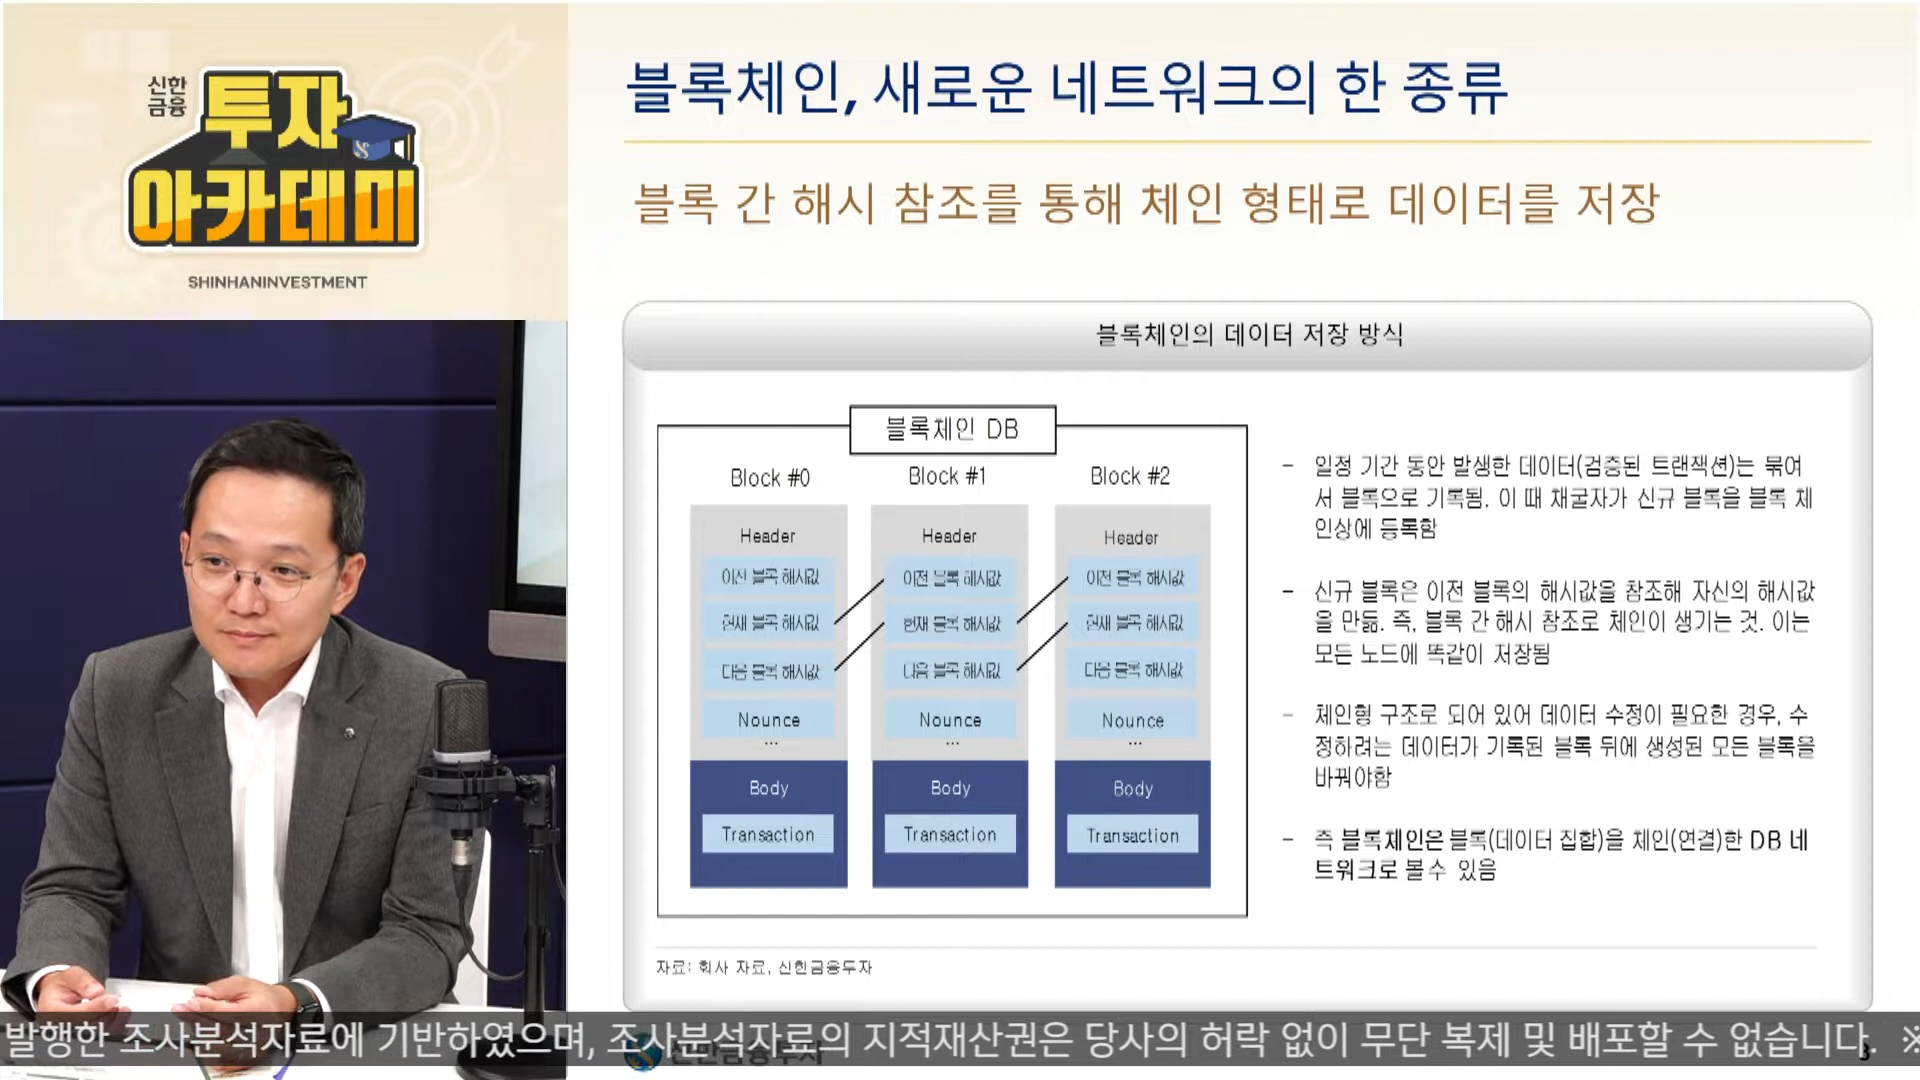 신한
금융
투자
아카데미
SHINHANINVESTMENT
블록체인, 새로운 네트워크의 한 종류
블록 간 해시 참조를 통해 체인 형태로 데이터를 저장
블록체인의 데이터 저장 방식
블록체인 DB
Block #0
Block #1
Block #2
Header
Header
Header
이전 블록 해시값
이전 블록 해시값
이전 블록 해시값
현재 블록 해시값
현재 블록 해시값
현재 블록 해시값
다음 블록 해시값
다음 블록 해시값
다음 블록 해시값
Nounce
Nounce
Nounce
...
...
...
Body
Body
Body
Transaction
Transaction
Transaction
- 일정 기간 동안 발생한 데이터(검증된 트랜잭션)는 묶여
서 블록으로 기록됨. 이 때 채굴자가 신규 블록을 블록 체
인상에 등록함
- 신규 블록은 이전 블록의 해시값을 참조해 자신의 해시값
을 만듦. 즉, 블록 간 해시 참조로 체인이 생기는 것. 이는
모든 노드에 똑같이 저장됨
- 체인형 구조로 되어 있어 데이터 수정이 필요한 경우, 수
정하려는 데이터가 기록된 블록 뒤에 생성된 모든 블록을
바꿔야함
- 즉 블록체인은 블록(데이터 집합)을 체인(연결)한 DB 네
트워크로 볼수 있음
자료: 회사 자료, 신한금융투자
발행한 조사분석자료에 기반하였으며, 조사분석자료의 지적재산권은 당사의 허락 없이 무단 복제 및 배포할 수 없습니다. ※
신한금융투자
3